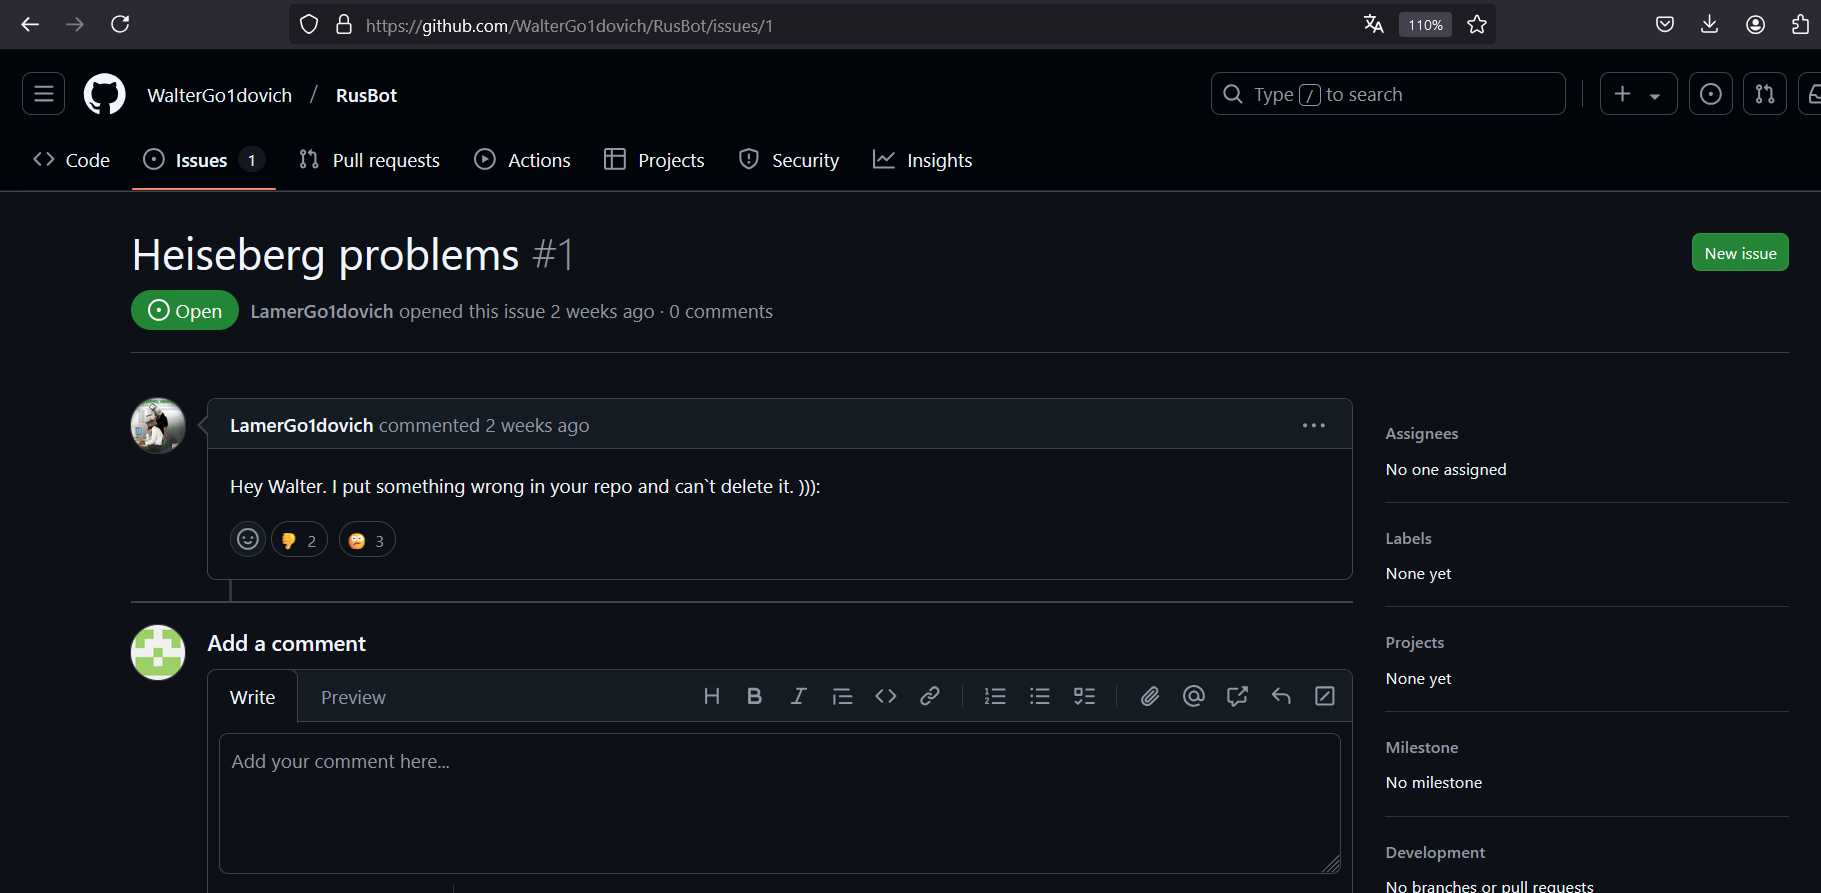 https://github.com/WalterGo1dovich/RusBot/issues/1
110%
WalterGo1dovich / RusBot
Type / to search
Code
Issues 1
Pull requests
Actions
Projects
Security
Insights
Heiseberg problems #1
New issue
Open
LamerGo1dovich opened this issue 2 weeks ago · 0 comments
LamerGo1dovich commented 2 weeks ago
Hey Walter. I put something wrong in your repo and can`t delete it. ))):
2
3
Assignees
No one assigned
Labels
None yet
Projects
None yet
Milestone
No milestone
Development
No branches or pull requests
Add a comment
Write
Preview
Add your comment here...